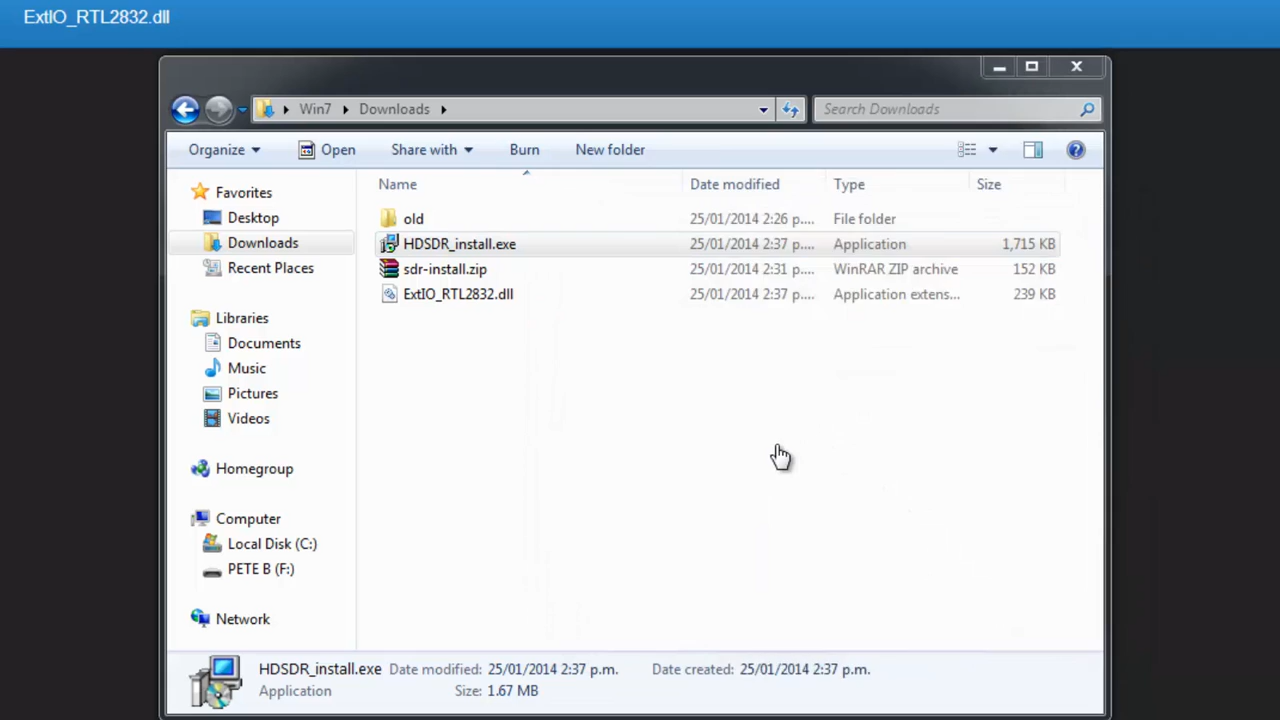 ExtIO_RTL2832.dll
Win7 Downloads Search Downloads
Organize Open Share with Burn New folder
Name Date modified Type Size
Favorites
Desktop
Downloads
Recent Places
Libraries
Documents
Music
Pictures
Videos
Homegroup
Computer
Local Disk (C:)
PETE B (F:)
Network
old 25/01/2014 2:26 p.... File folder
HDSDR_install.exe 25/01/2014 2:37 p.... Application 1,715 KB
sdr-install.zip 25/01/2014 2:31 p.... WinRAR ZIP archive 152 KB
ExtIO_RTL2832.dll 25/01/2014 2:37 p.... Application extens... 239 KB
HDSDR_install.exe Date modified: 25/01/2014 2:37 p.m. Date created: 25/01/2014 2:37 p.m.
Application Size: 1.67 MB